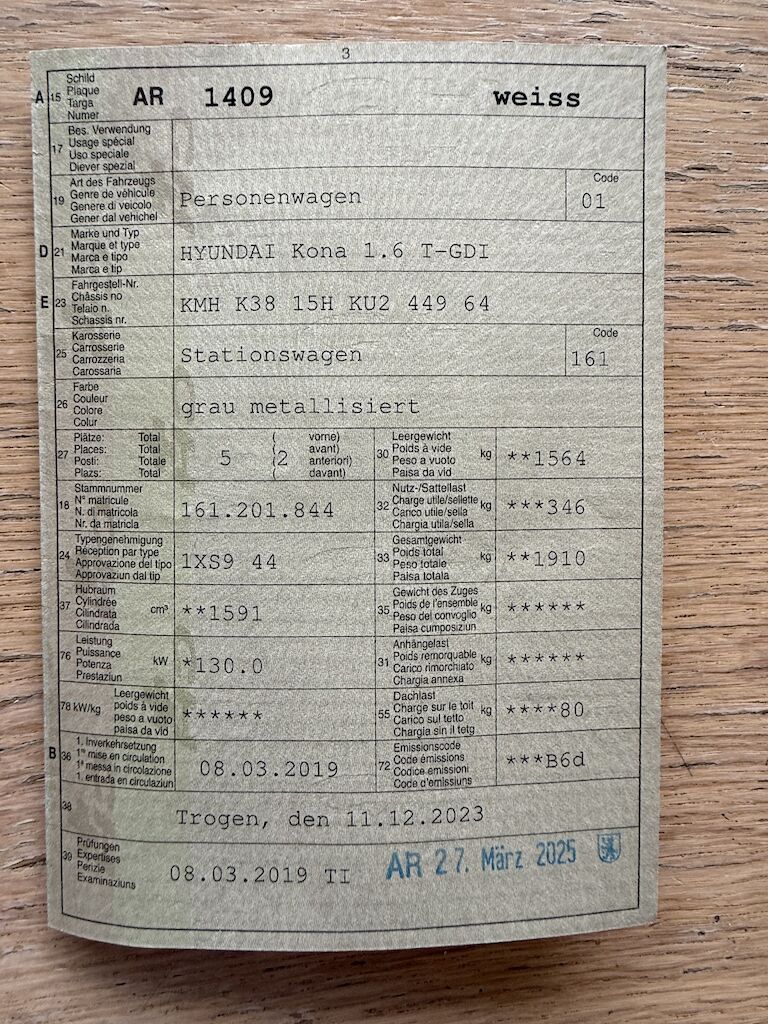 3
A 15 Schild Plaque Targa Numer AR 1409 weiss
17 Bes. Verwendung Usage spécial Uso speciale Diever spezial
19 Art des Fahrzeugs Genre de véhicule Genere di veicolo Gener dal vehichel Personenwagen Code 01
D 21 Marke und Typ Marque et type Marca e tipo Marca e tip HYUNDAI Kona 1.6 T-GDI
E 23 Fahrgestell-Nr. Châssis no Telaio n. Schassis nr. KMH K38 15H KU2 449 64
25 Karosserie Carrosserie Carrozzeria Carossaria Stationswagen Code 161
26 Farbe Couleur Colore Colur grau metallisiert
27 Plätze: Total Places: Total Posti: Totale Plazs: Total 5 (2 vorne) ( avant) ( anteriori) ( davant)
30 Leergewicht Poids à vide Peso a vuoto Paisa da vid kg **1564
18 Stammnummer N° matricule N. di matricola Nr. da matricla 161.201.844
32 Nutz-/Sattellast Charge utile/sellette Carico utile/sella Chargia utila/sella kg ***346
24 Typengenehmigung Réception par type Approvazione del tipo Approvaziun dal tip 1XS9 44
33 Gesamtgewicht Poids total Peso totale Paisa totala kg **1910
37 Hubraum Cylindrée Cilindrata Cilindrada cm³ **1591
35 Gewicht des Zuges Poids de l'ensemble Peso del convoglio Paisa cumposiziun kg ******
76 Leistung Puissance Potenza Prestaziun kW *130.0
31 Anhängelast Poids remorquable Carico rimorchiato Chargia annexa kg ******
78 kW/kg Leergewicht poids à vide peso a vuoto paisa da vid ******
55 Dachlast Charge sur le toit Carico sul tetto Chargia sin il tetg kg ****80
B 36 1. Inverkehrsetzung 1re mise en circulation 1a messa in circolazione 1. entrada en circulaziun 08.03.2019
72 Emissionscode Code émissions Codice emissioni Code d'emissiuns ***B6d
38 Trogen, den 11.12.2023
39 Prüfungen Expertises Perizie Examinaziuns 08.03.2019 TI AR 27. März 2025